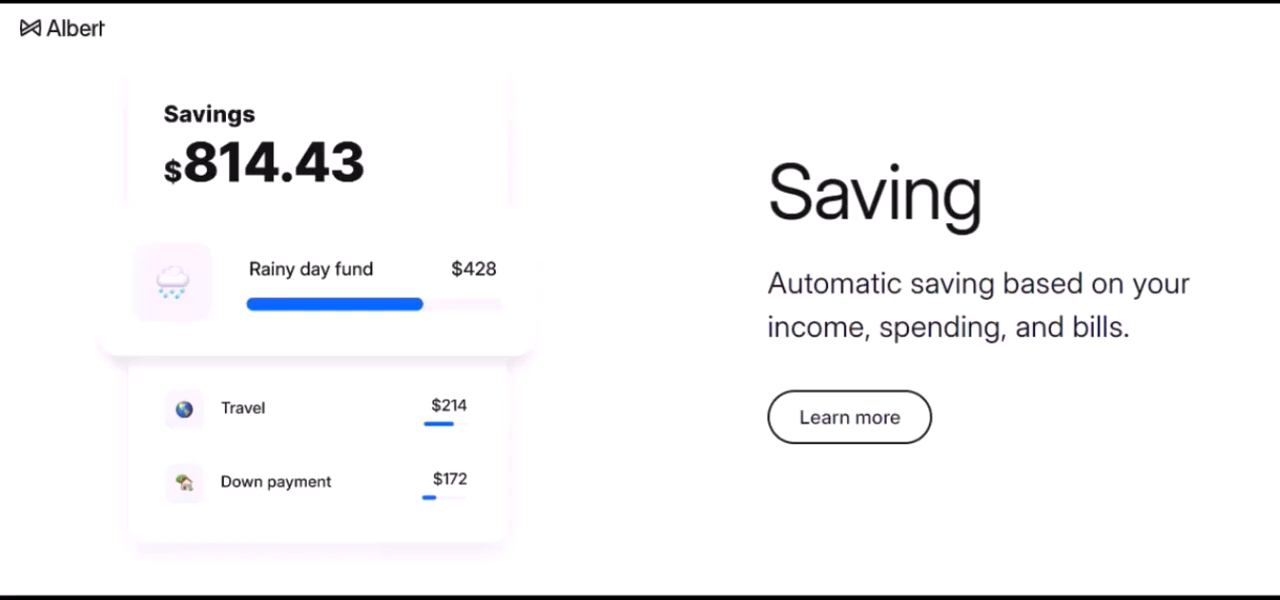 Albert
Savings
$814.43
Rainy day fund $428
Travel $214
Down payment $172
Saving
Automatic saving based on your
income, spending, and bills.
Learn more